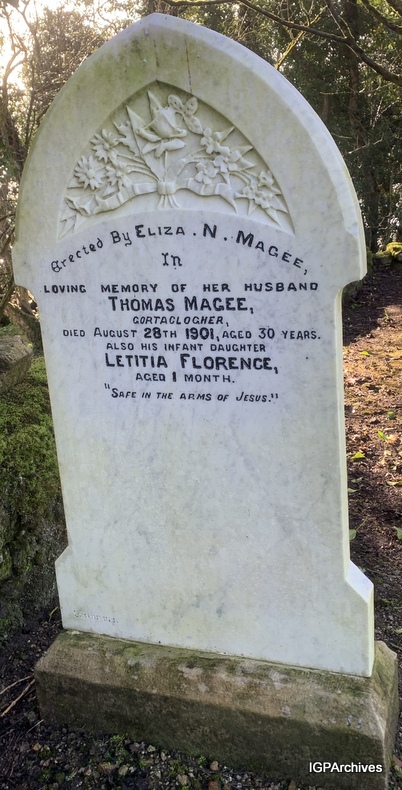 Erected By Eliza . N . Magee,
In
LOVING MEMORY OF HER HUSBAND
THOMAS MAGEE,
GORTACLOGHER,
DIED AUGUST 28TH 1901, AGED 30 YEARS.
ALSO HIS INFANT DAUGHTER
LETITIA FLORENCE,
AGED 1 MONTH.
"SAFE IN THE ARMS OF JESUS."
IGPArchives